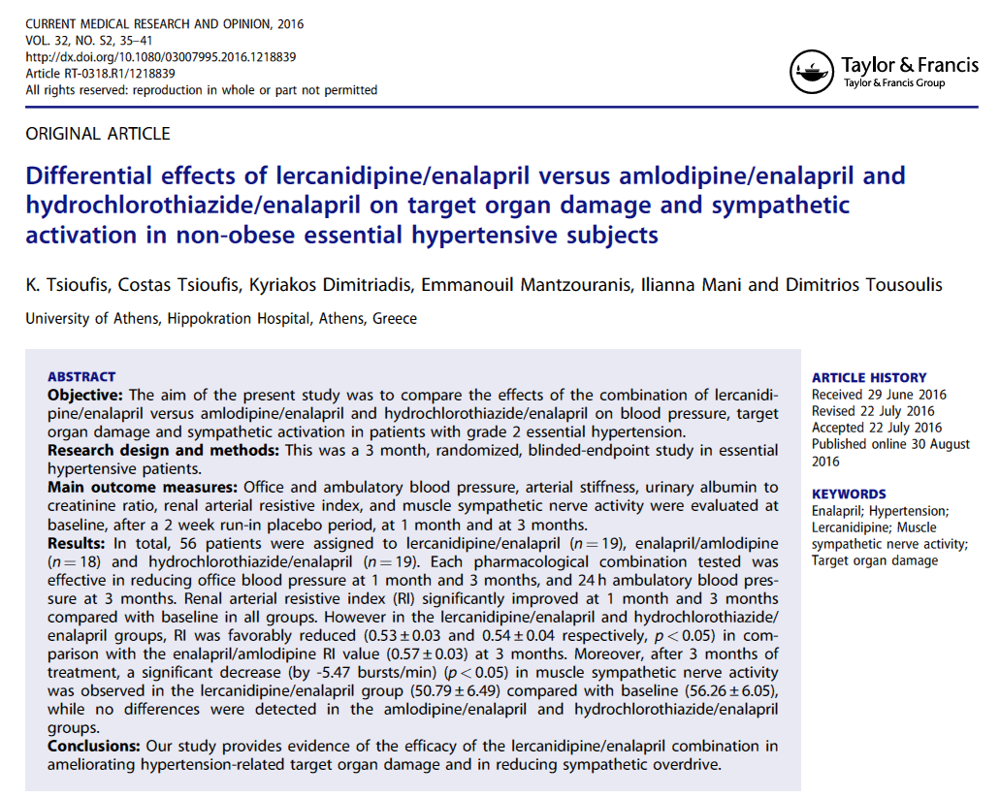 CURRENT MEDICAL RESEARCH AND OPINION, 2016
VOL. 32, NO. S2, 35–41
http://dx.doi.org/10.1080/03007995.2016.1218839
Article RT-0318.R1/1218839
All rights reserved: reproduction in whole or part not permitted
Taylor & Francis
Taylor & Francis Group
ORIGINAL ARTICLE
Differential effects of lercanidipine/enalapril versus amlodipine/enalapril and
hydrochlorothiazide/enalapril on target organ damage and sympathetic
activation in non-obese essential hypertensive subjects
K. Tsioufis, Costas Tsioufis, Kyriakos Dimitriadis, Emmanouil Mantzouranis, Ilianna Mani and Dimitrios Tousoulis
University of Athens, Hippokration Hospital, Athens, Greece
ABSTRACT
Objective: The aim of the present study was to compare the effects of the combination of lercanidi-
pine/enalapril versus amlodipine/enalapril and hydrochlorothiazide/enalapril on blood pressure, target
organ damage and sympathetic activation in patients with grade 2 essential hypertension.
Research design and methods: This was a 3 month, randomized, blinded-endpoint study in essential
hypertensive patients.
Main outcome measures: Office and ambulatory blood pressure, arterial stiffness, urinary albumin to
creatinine ratio, renal arterial resistive index, and muscle sympathetic nerve activity were evaluated at
baseline, after a 2 week run-in placebo period, at 1 month and at 3 months.
Results: In total, 56 patients were assigned to lercanidipine/enalapril (n = 19), enalapril/amlodipine
(n = 18) and hydrochlorothiazide/enalapril (n = 19). Each pharmacological combination tested was
effective in reducing office blood pressure at 1 month and 3 months, and 24 h ambulatory blood pres-
sure at 3 months. Renal arterial resistive index (RI) significantly improved at 1 month and 3 months
compared with baseline in all groups. However in the lercanidipine/enalapril and hydrochlorothiazide/
enalapril groups, RI was favorably reduced (0.53 ± 0.03 and 0.54 ± 0.04 respectively, p < 0.05) in com-
parison with the enalapril/amlodipine RI value (0.57 ± 0.03) at 3 months. Moreover, after 3 months of
treatment, a significant decrease (by -5.47 bursts/min) (p < 0.05) in muscle sympathetic nerve activity
was observed in the lercanidipine/enalapril group (50.79 ± 6.49) compared with baseline (56.26 ± 6.05),
while no differences were detected in the amlodipine/enalapril and hydrochlorothiazide/enalapril
groups.
Conclusions: Our study provides evidence of the efficacy of the lercanidipine/enalapril combination in
ameliorating hypertension-related target organ damage and in reducing sympathetic overdrive.
ARTICLE HISTORY
Received 29 June 2016
Revised 22 July 2016
Accepted 22 July 2016
Published online 30 August
2016
KEYWORDS
Enalapril; Hypertension;
Lercanidipine; Muscle
sympathetic nerve activity;
Target organ damage